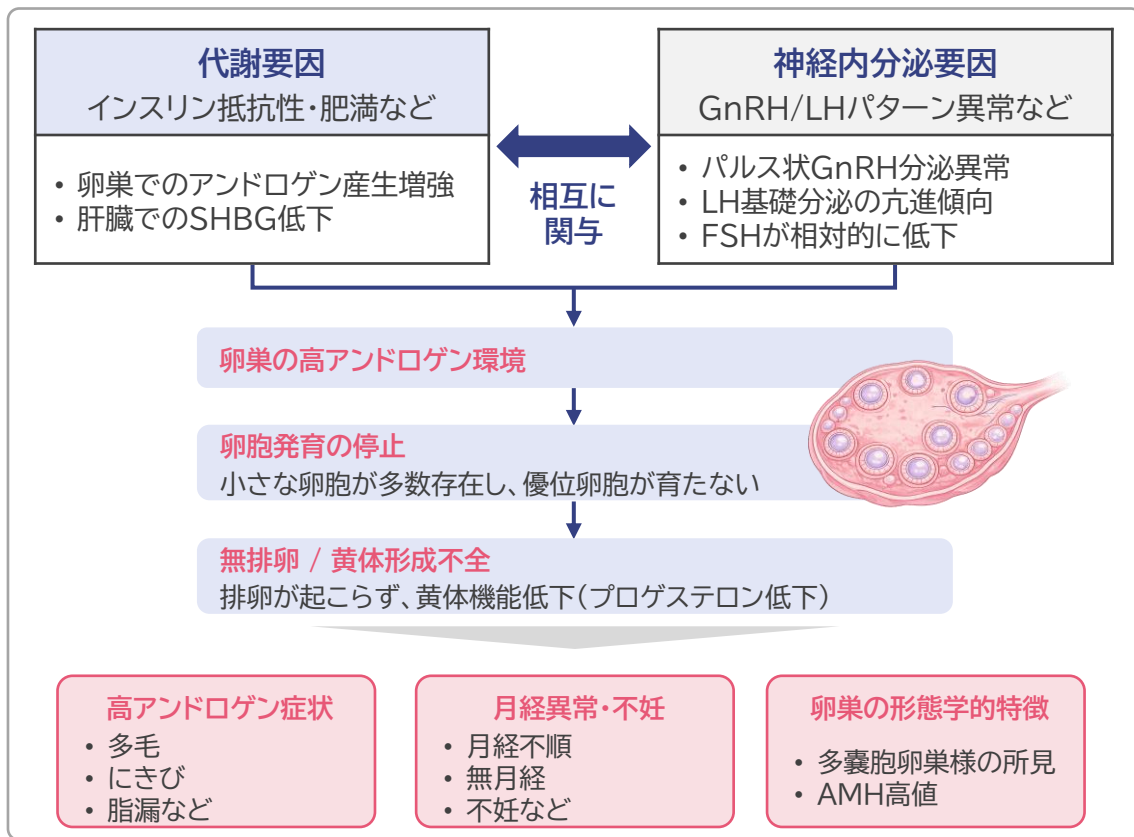 代謝要因
インスリン抵抗性・肥満など
• 卵巣でのアンドロゲン産生増強
• 肝臓でのSHBG低下
相互に
関与
神経内分泌要因
GnRH/LHパターン異常など
• パルス状GnRH分泌異常
• LH基礎分泌の亢進傾向
• FSHが相対的に低下
卵巣の高アンドロゲン環境
卵胞発育の停止
小さな卵胞が多数存在し、優位卵胞が育たない
無排卵 / 黄体形成不全
排卵が起こらず、黄体機能低下(プロゲステロン低下)
高アンドロゲン症状
• 多毛
• にきび
• 脂漏など
月経異常・不妊
• 月経不順
• 無月経
• 不妊など
卵巣の形態学的特徴
• 多嚢胞卵巣様の所見
• AMH高値